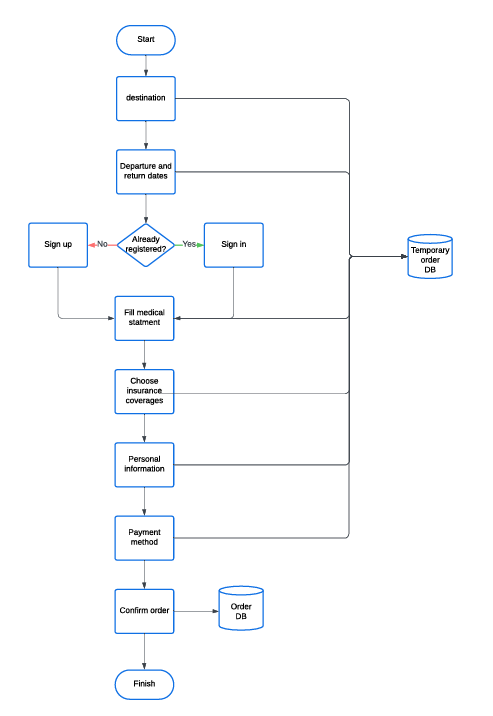 Start
destination
Departure and
return dates
Already
registered?
No
Yes
Sign up
Sign in
Temporary
order
DB
Fill medical
statment
Choose
insurance
coverages
Personal
information
Payment
method
Confirm order
Order
DB
Finish